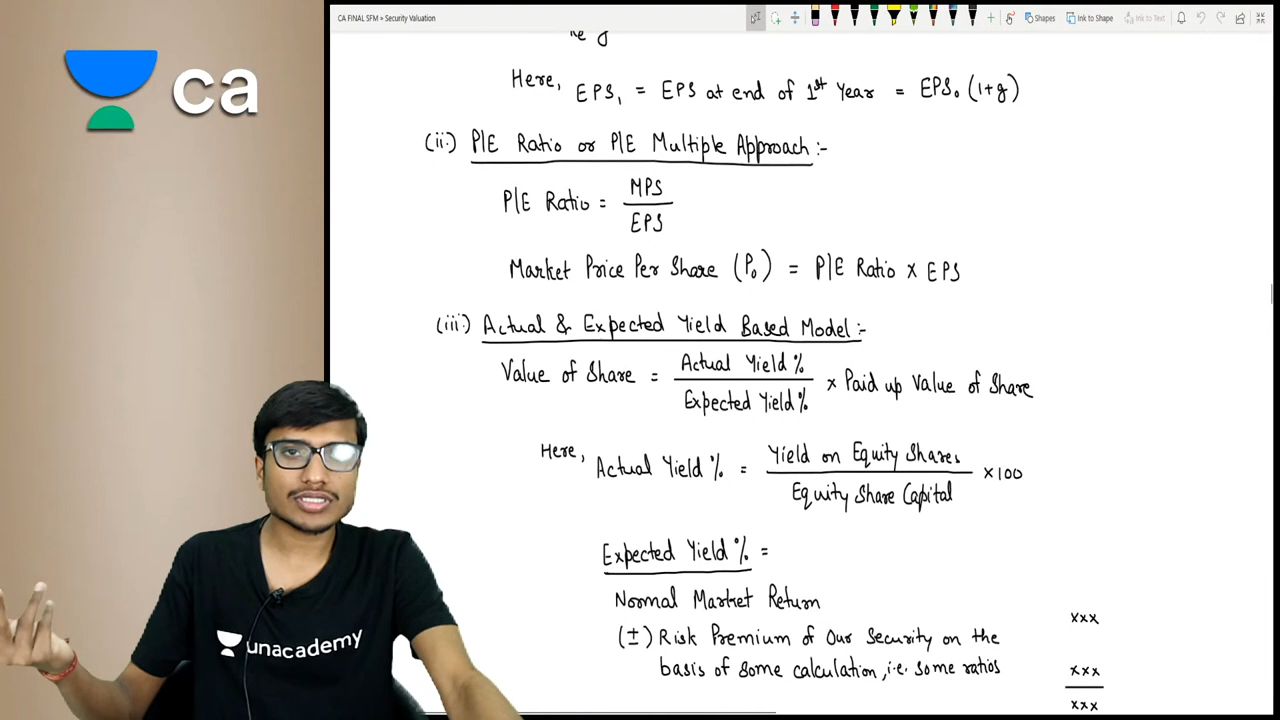 CA FINAL SFM » Security Valuation
Shapes
Ink to Shape
Ink to Text
ca
Ke g
Here, EPS₁ = EPS at end of 1st Year = EPS₀ (1+g)
(ii) P/E Ratio or P/E Multiple Approach :-
P/E Ratio = MPS
EPS
Market Price Per Share (P₀) = P/E Ratio × EPS
(iii) Actual & Expected Yield Based Model :-
Value of Share = Actual Yield % × Paid up Value of Share
Expected Yield %
Here, Actual Yield % = Yield on Equity Shares × 100
Equity Share Capital
Expected Yield % =
Normal Market Return xxx
(±) Risk Premium of Our Security on the
basis of some calculation, i.e. some ratios xxx
xxx
unacademy